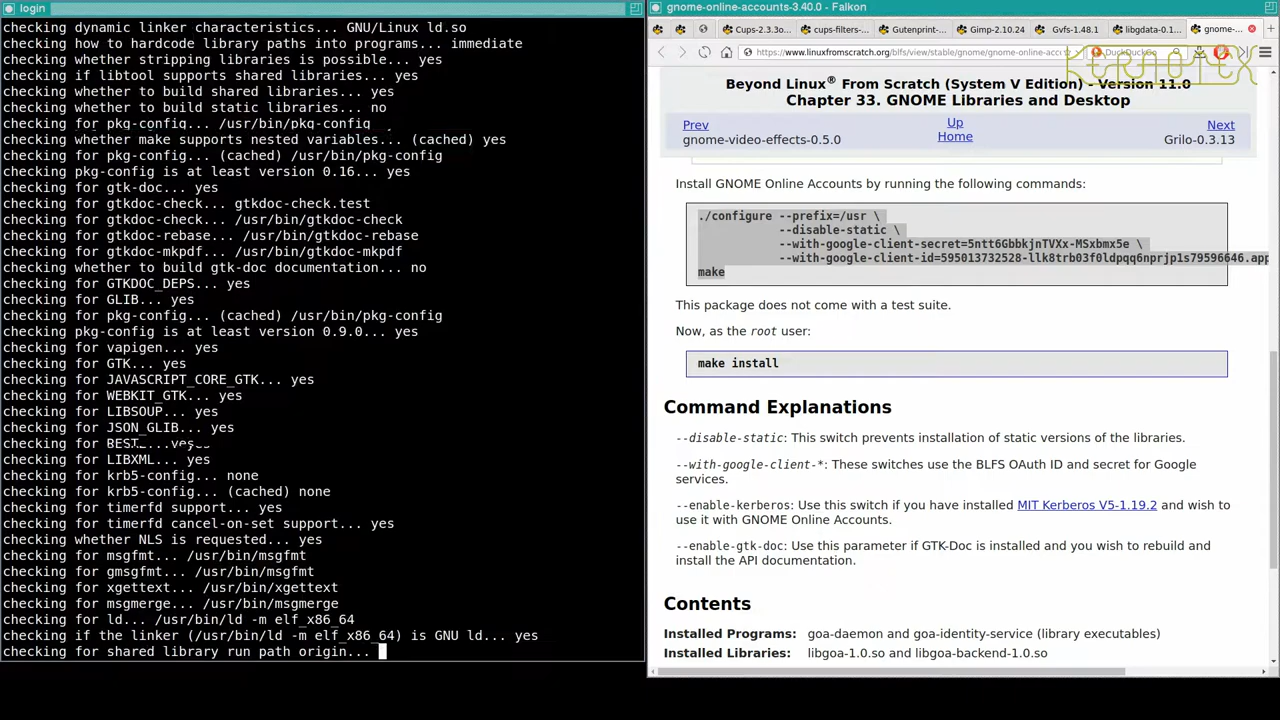 login
checking dynamic linker characteristics... GNU/Linux ld.so
checking how to hardcode library paths into programs... immediate
checking whether stripping libraries is possible... yes
checking if libtool supports shared libraries... yes
checking whether to build shared libraries... yes
checking whether to build static libraries... no
checking for pkg-config... /usr/bin/pkg-config
checking whether make supports nested variables... (cached) yes
checking for pkg-config... (cached) /usr/bin/pkg-config
checking pkg-config is at least version 0.16... yes
checking for gtk-doc... yes
checking for gtkdoc-check... gtkdoc-check.test
checking for gtkdoc-check... /usr/bin/gtkdoc-check
checking for gtkdoc-rebase... /usr/bin/gtkdoc-rebase
checking for gtkdoc-mkpdf... /usr/bin/gtkdoc-mkpdf
checking whether to build gtk-doc documentation... no
checking for GTKDOC_DEPS... yes
checking for GLIB... yes
checking for pkg-config... (cached) /usr/bin/pkg-config
checking pkg-config is at least version 0.9.0... yes
checking for vapigen... yes
checking for GTK... yes
checking for JAVASCRIPT_CORE_GTK... yes
checking for WEBKIT_GTK... yes
checking for LIBSOUP... yes
checking for JSON_GLIB... yes
checking for
checking for LIBXML... yes
checking for krb5-config... none
checking for krb5-config... (cached) none
checking for timerfd support... yes
checking for timerfd cancel-on-set support... yes
checking whether NLS is requested... yes
checking for msgfmt... /usr/bin/msgfmt
checking for gmsgfmt... /usr/bin/msgfmt
checking for xgettext... /usr/bin/xgettext
checking for msgmerge... /usr/bin/msgmerge
checking for ld... /usr/bin/ld -m elf_x86_64
checking if the linker (/usr/bin/ld -m elf_x86_64) is GNU ld... yes
checking for shared library run path origin...
gnome-online-accounts-3.40.0 - Falkon
Cups-2.3.3o... cups-filters-... Gutenprint-... Gimp-2.10.24 Gvfs-1.48.1 libgdata-0.1... gnome-...
https://www.linuxfromscratch.org/blfs/view/stable/gnome/gnome-online-acc DuckDuckGo
KERNOTEX
Beyond Linux® From Scratch (System V Edition) - Version 11.0
Chapter 33. GNOME Libraries and Desktop
Prev Up Next
gnome-video-effects-0.5.0 Home Grilo-0.3.13
Install GNOME Online Accounts by running the following commands:
./configure --prefix=/usr \
--disable-static \
--with-google-client-secret=5ntt6GbbkjnTVXx-MSxbmx5e \
--with-google-client-id=595013732528-llk8trb03f0ldpqq6nprjp1s79596646.app
make
This package does not come with a test suite.
Now, as the root user:
make install
Command Explanations
--disable-static: This switch prevents installation of static versions of the libraries.
--with-google-client-*: These switches use the BLFS OAuth ID and secret for Google
services.
--enable-kerberos: Use this switch if you have installed MIT Kerberos V5-1.19.2 and wish to
use it with GNOME Online Accounts.
--enable-gtk-doc: Use this parameter if GTK-Doc is installed and you wish to rebuild and
install the API documentation.
Contents
Installed Programs: goa-daemon and goa-identity-service (library executables)
Installed Libraries: libgoa-1.0.so and libgoa-backend-1.0.so